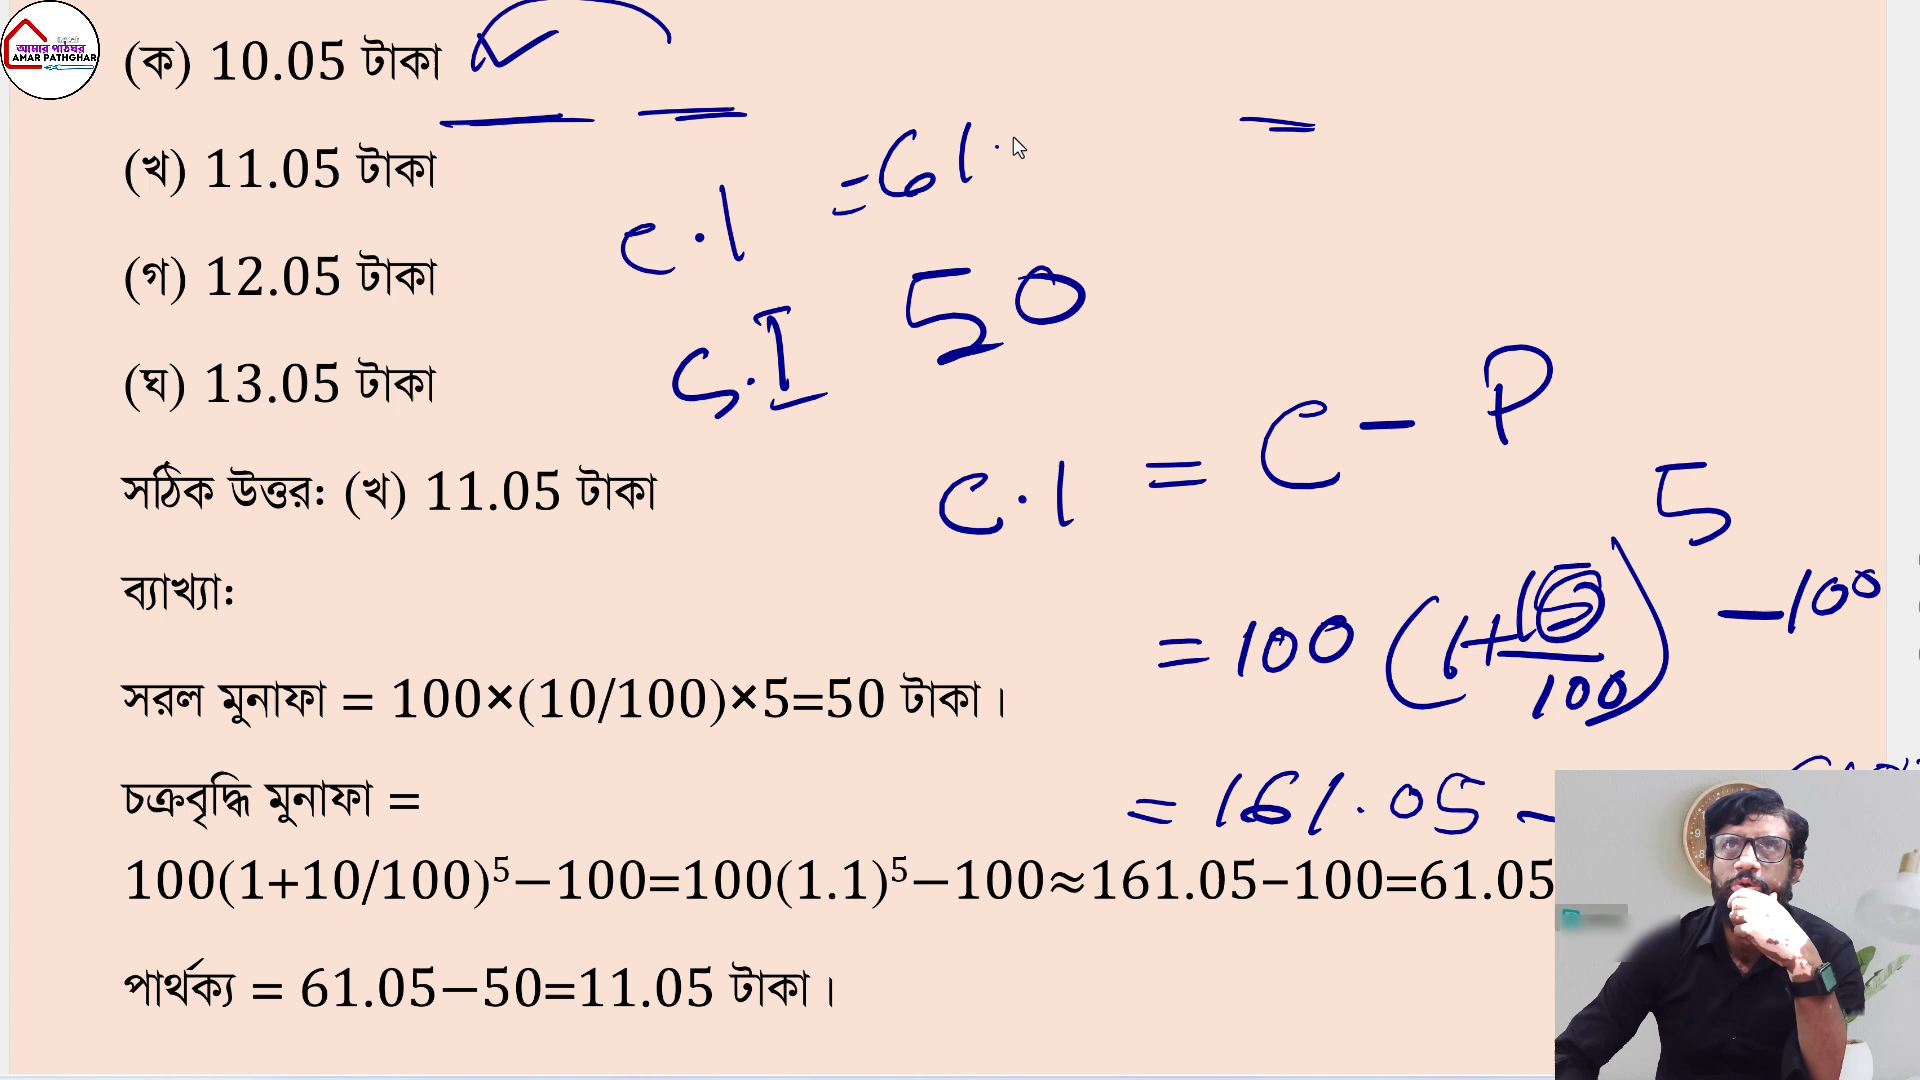 আমার পাঠঘর
AMAR PATHGHAR
(ক) 10.05 টাকা
(খ) 11.05 টাকা
(গ) 12.05 টাকা
(ঘ) 13.05 টাকা
সঠিক উত্তরঃ (খ) 11.05 টাকা
ব্যাখ্যাঃ
সরল মুনাফা = 100×(10/100)×5=50 টাকা।
চক্রবৃদ্ধি মুনাফা =
100(1+10/100)⁵−100=100(1.1)⁵−100≈161.05–100=61.05
পার্থক্য = 61.05−50=11.05 টাকা।
C.I = 61.
S.I 50
C.I = C - P
= 100 (1+10/100)⁵ - 100
= 161.05 -